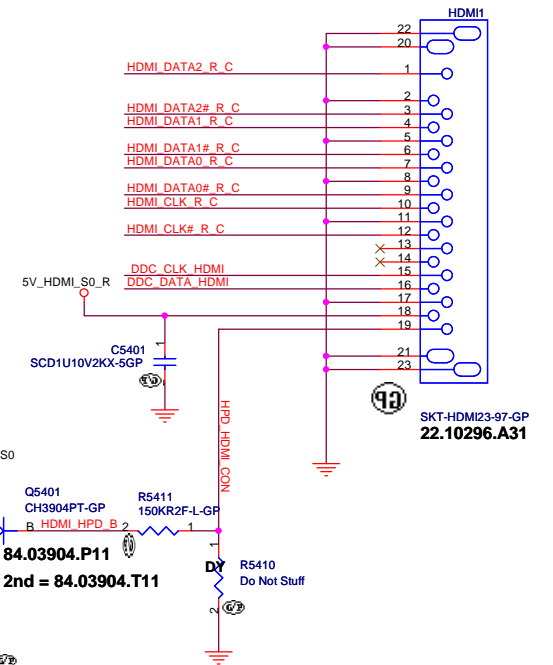 HDMI1
22
20
HDMI_DATA2_R_C 1
2
HDMI_DATA2#_R_C 3
HDMI_DATA1_R_C 4
5
HDMI_DATA1#_R_C 6
HDMI_DATA0_R_C 7
8
HDMI_DATA0#_R_C 9
HDMI_CLK_R_C 10
11
HDMI_CLK#_R_C 12
13
14
DDC_CLK_HDMI 15
5V_HDMI_S0_R DDC_DATA_HDMI 16
17
18
19
21
23
1
C5401
SCD1U10V2KX-5GP
2
GP
SKT-HDMI23-97-GP
22.10296.A31
HPD_HDMI_CON
S0
Q5401
CH3904PT-GP
R5411
150KR2F-L-GP
B HDMI_HPD_B 2 1
84.03904.P11
2nd = 84.03904.T11
1
DY
R5410
Do Not Stuff
2